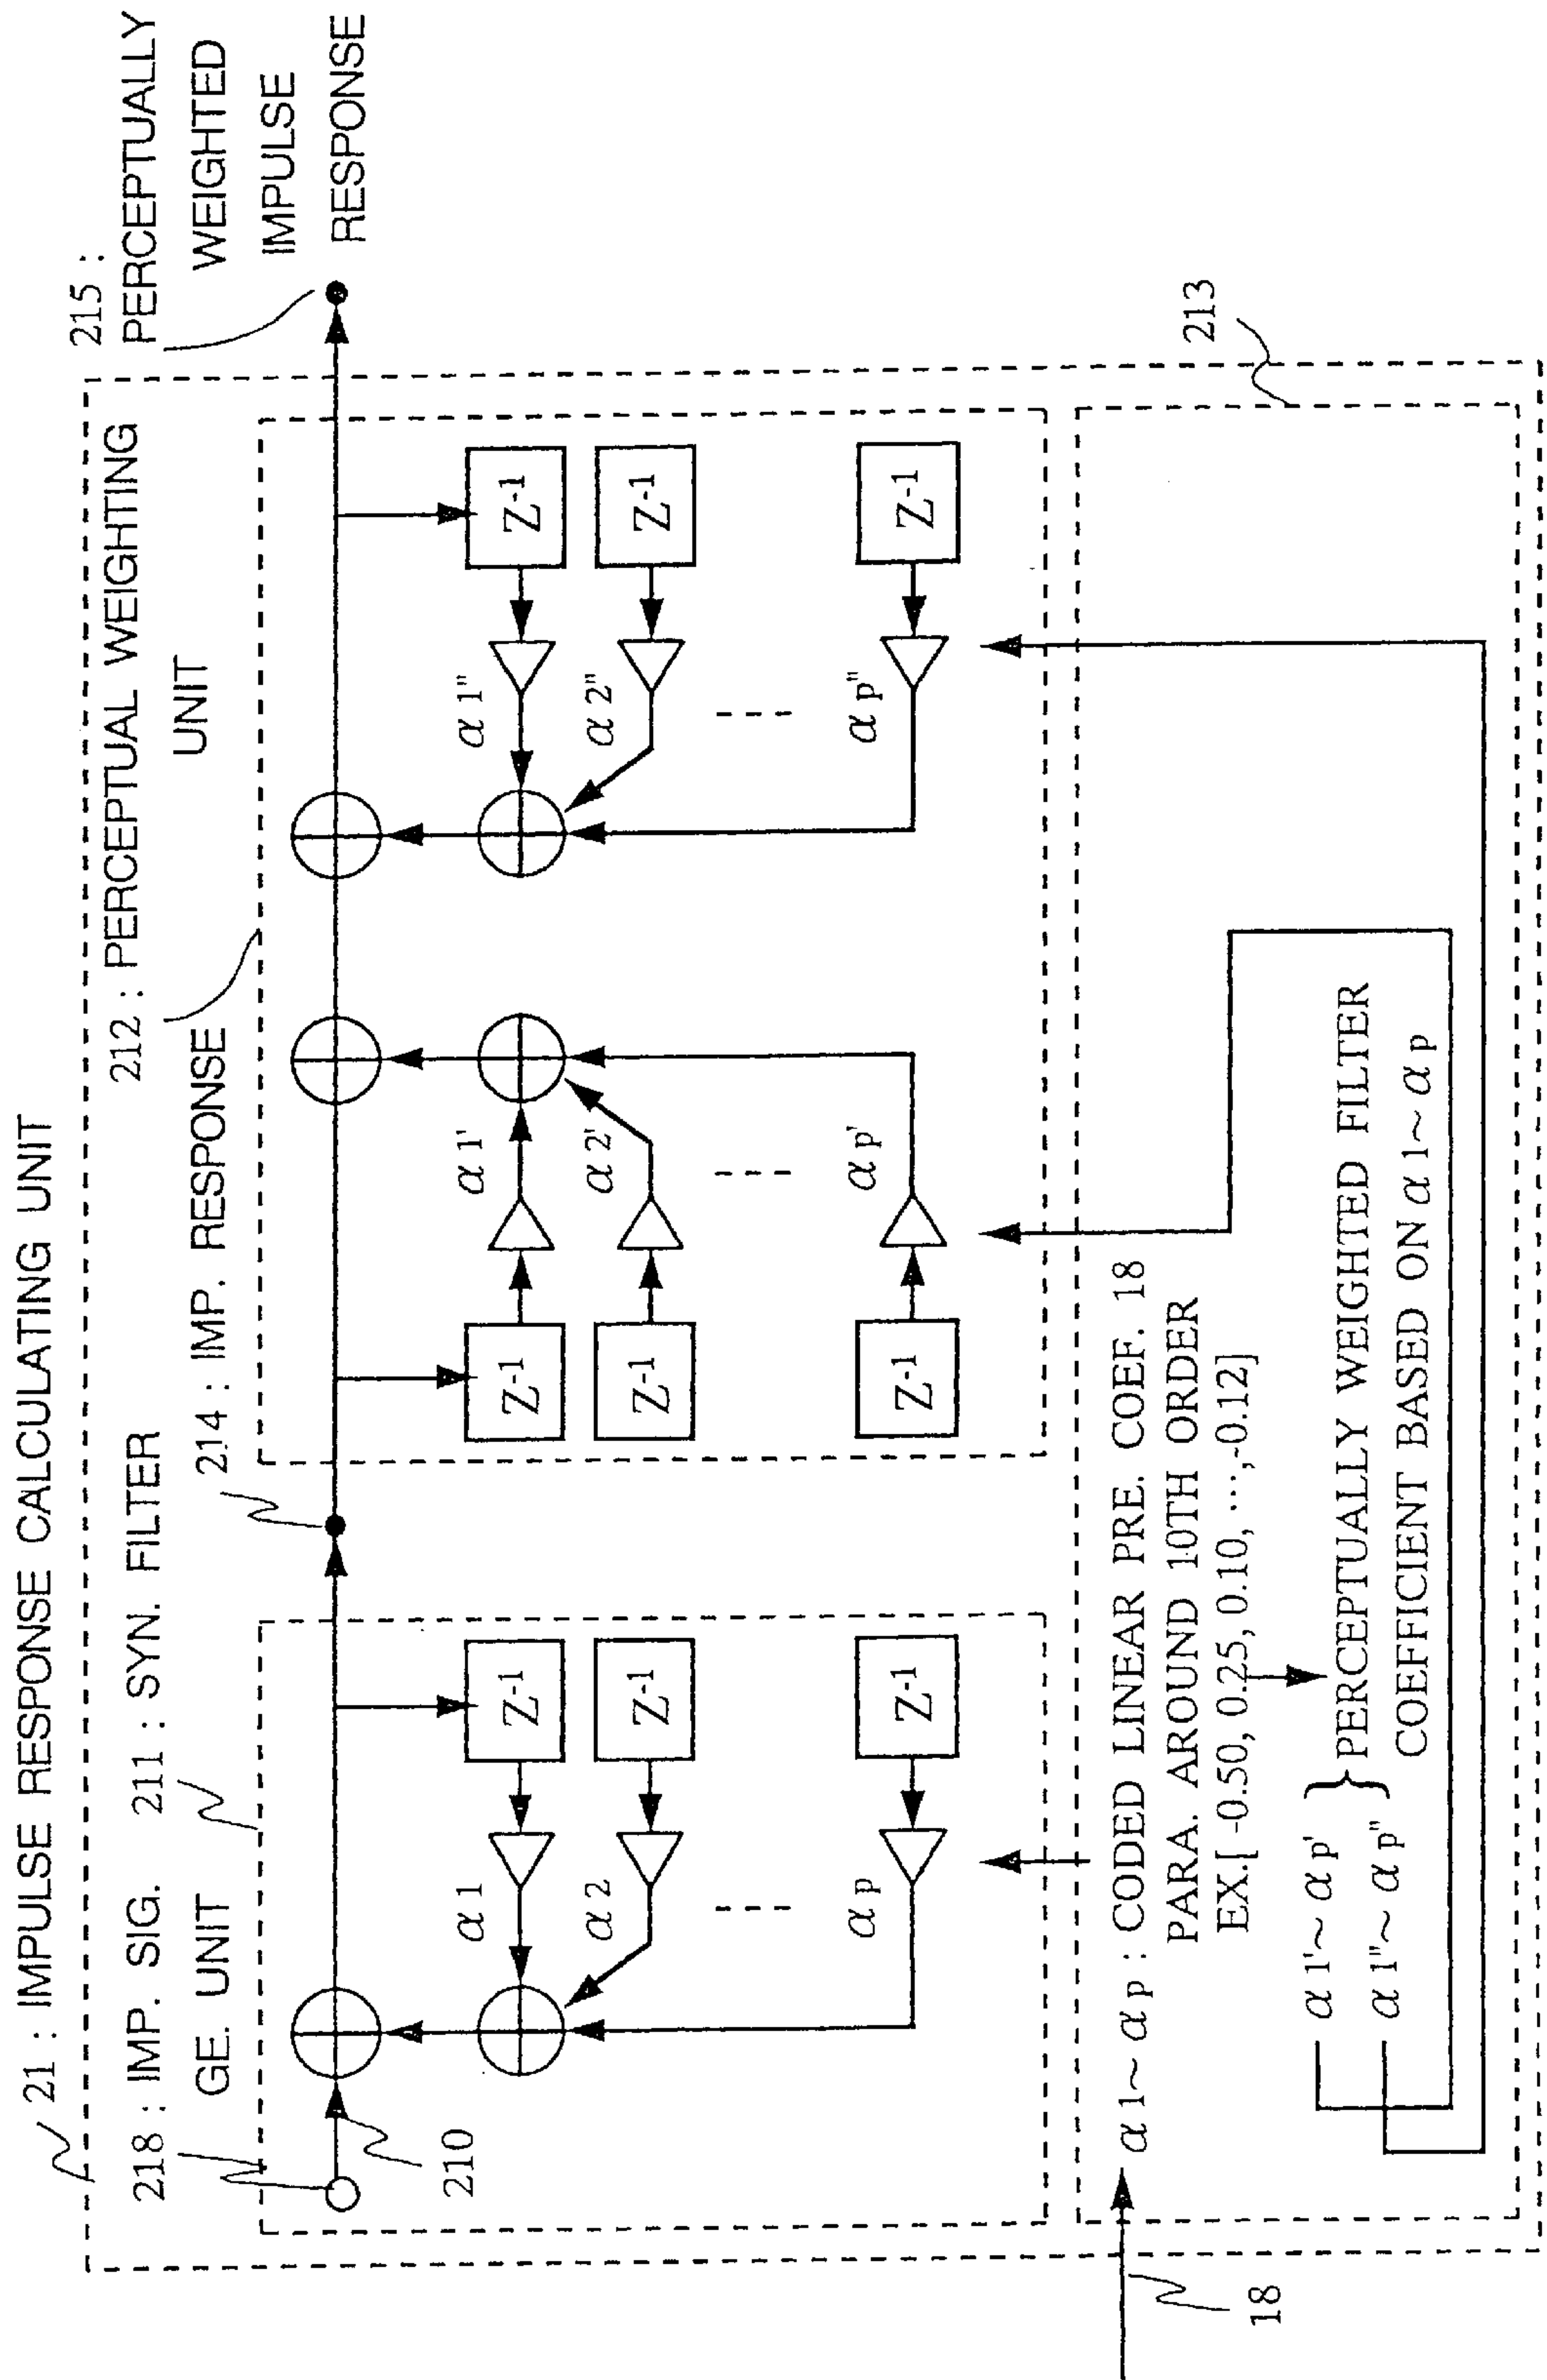 21 : IMPULSE RESPONSE CALCULATING UNIT
218 : IMP. SIG.
GE. UNIT
211 : SYN. FILTER
214 : IMP. RESPONSE
212 : PERCEPTUAL WEIGHTING
UNIT
215 :
PERCEPTUALLY
WEIGHTED
IMPULSE
RESPONSE
210
α 1
Z-1
α 2
Z-1
α p
Z-1
Z-1
α 1'
Z-1
α 2'
Z-1
α p'
α 1"
Z-1
α 2"
Z-1
α p"
Z-1
213
18
α 1~ α p : CODED LINEAR PRE. COEF. 18
PARA. AROUND 10TH ORDER
EX.[ -0.50, 0.25, 0.10, ···,-0.12]
α 1'~ α p'
α 1"~ α p"
} PERCEPTUALLY WEIGHTED FILTER
COEFFICIENT BASED ON α 1~ α p